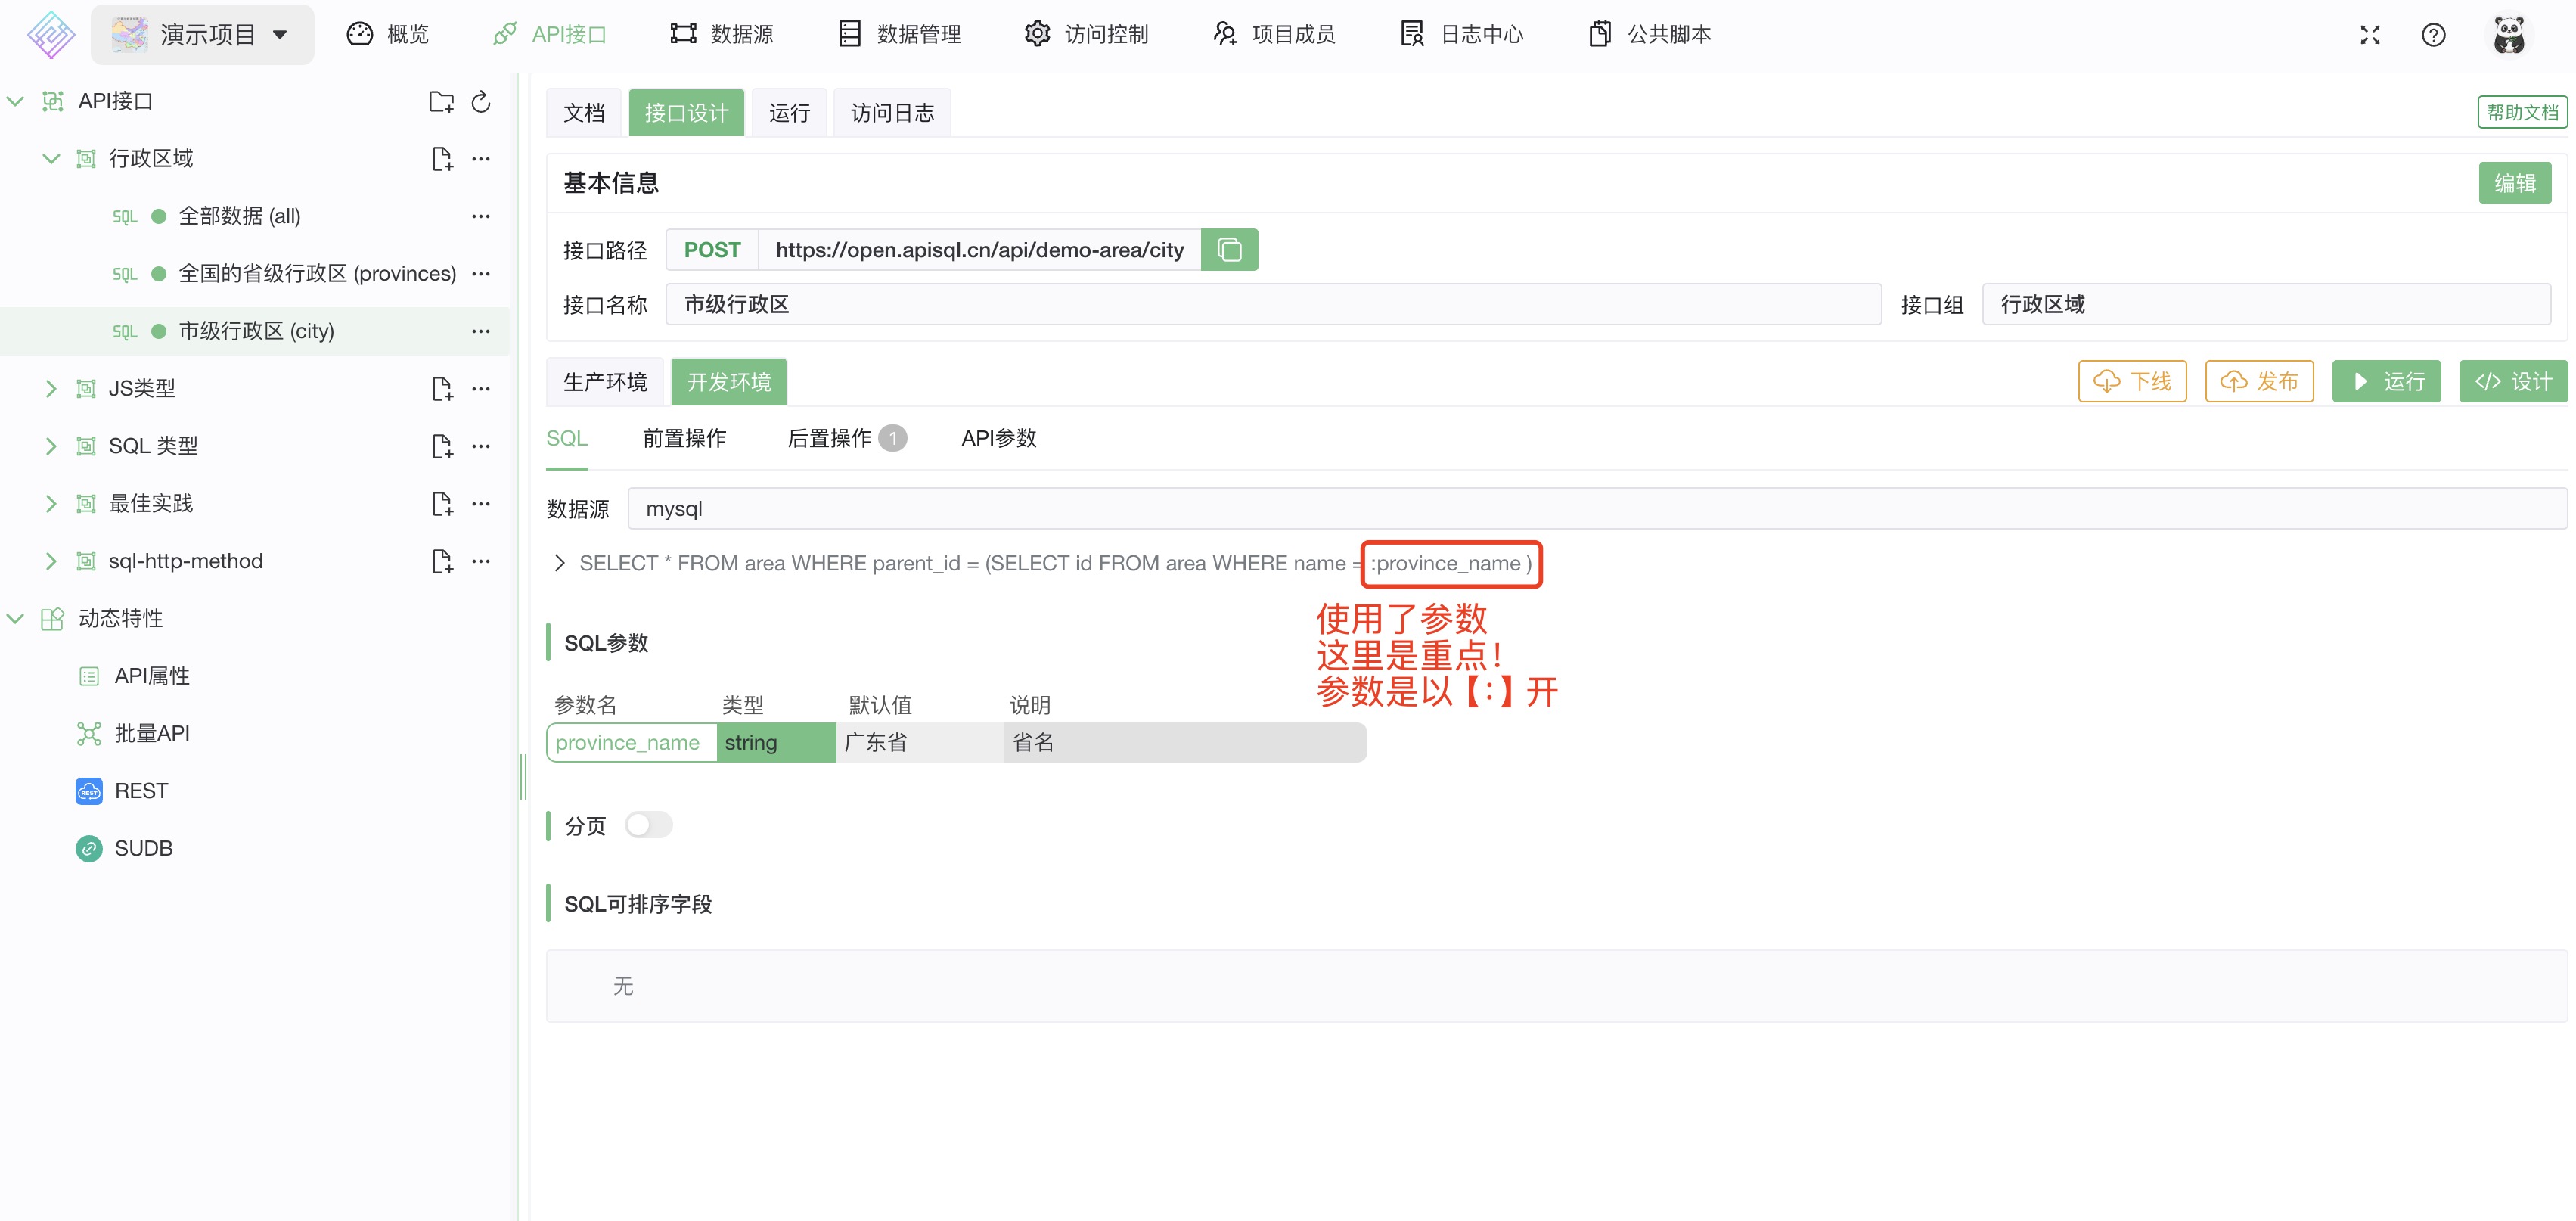 演示项目 概览 API接口 数据源 数据管理 访问控制 项目成员 日志中心 公共脚本
API接口
行政区域
SQL 全部数据 (all)
SQL 全国的省级行政区 (provinces)
SQL 市级行政区 (city)
JS类型
SQL 类型
最佳实践
sql-http-method
动态特性
API属性
批量API
REST REST
SUDB
文档 接口设计 运行 访问日志 帮助文档
基本信息 编辑
接口路径 POST https://open.apisql.cn/api/demo-area/city
接口名称 市级行政区 接口组 行政区域
生产环境 开发环境 下线 发布 运行 </> 设计
SQL 前置操作 后置操作 1 API参数
数据源 mysql
SELECT * FROM area WHERE parent_id = (SELECT id FROM area WHERE name = :province_name )
使用了参数
这里是重点！
参数是以【:】开
SQL参数
参数名 类型 默认值 说明
province_name string 广东省 省名
分页
SQL可排序字段
无